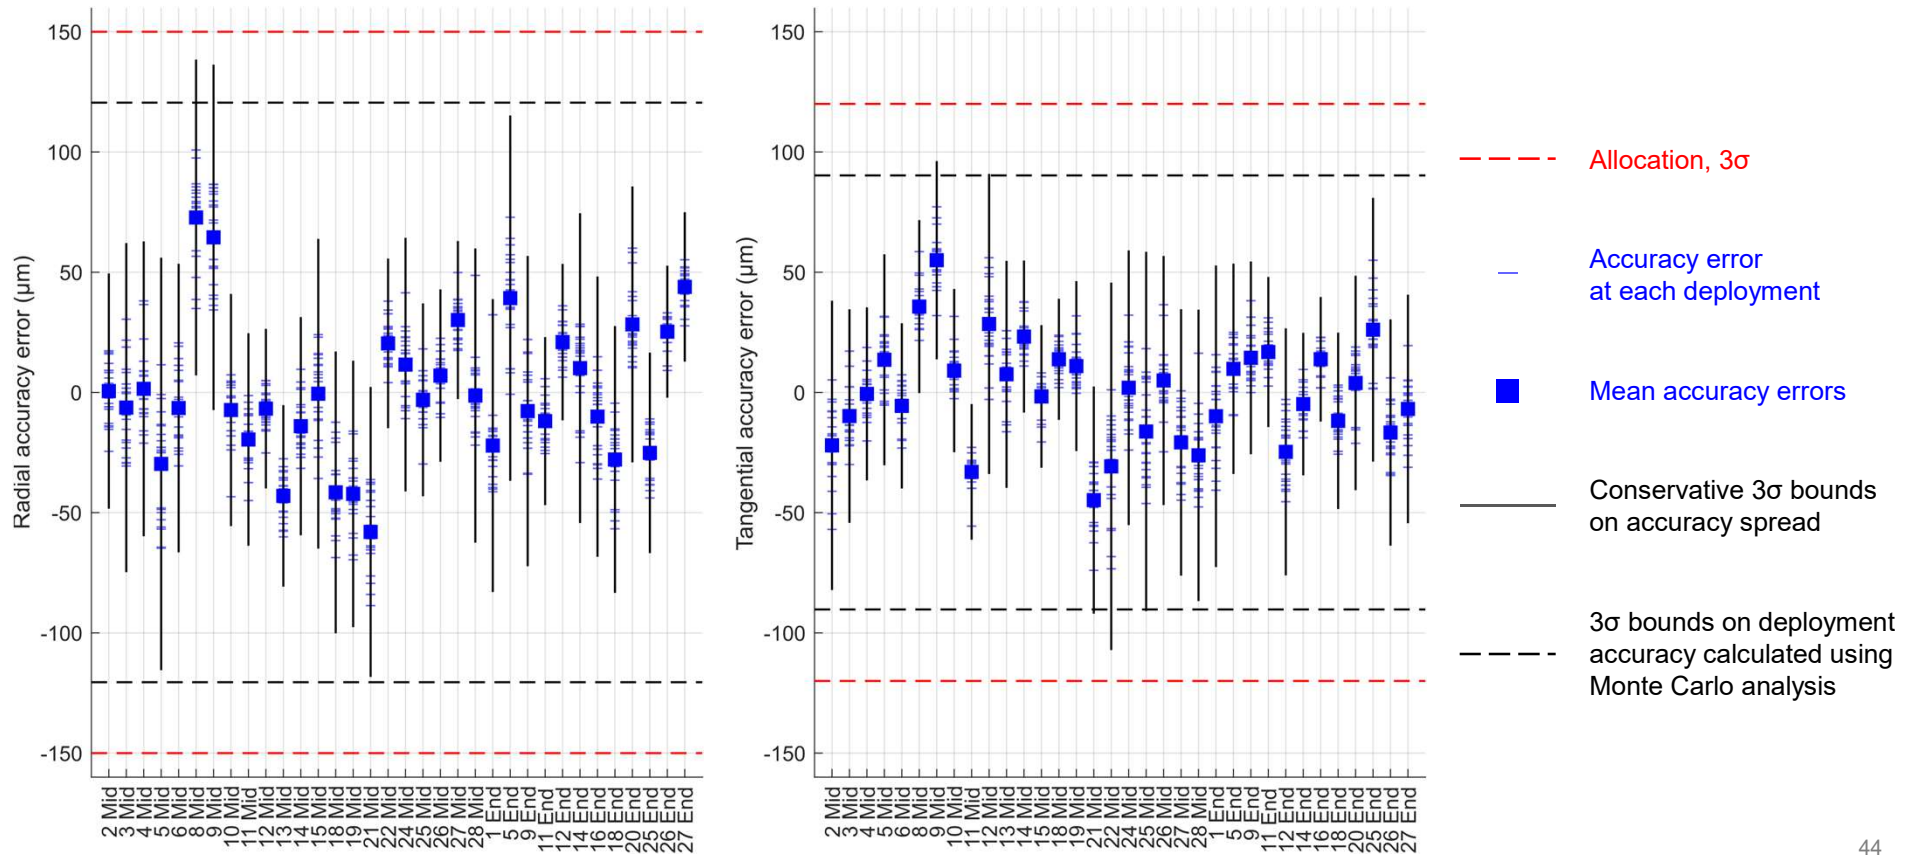 Radial accuracy error (µm)
150
100
50
0
-50
-100
-150
2 Mid
3 Mid
4 Mid
5 Mid
6 Mid
8 Mid
9 Mid
10 Mid
11 Mid
12 Mid
13 Mid
14 Mid
15 Mid
18 Mid
19 Mid
21 Mid
22 Mid
24 Mid
25 Mid
26 Mid
27 Mid
28 Mid
1 End
5 End
9 End
11 End
12 End
14 End
16 End
18 End
20 End
25 End
26 End
27 End
Tangential accuracy error (µm)
150
100
50
0
-50
-100
-150
2 Mid
3 Mid
4 Mid
5 Mid
6 Mid
8 Mid
9 Mid
10 Mid
11 Mid
12 Mid
13 Mid
14 Mid
15 Mid
18 Mid
19 Mid
21 Mid
22 Mid
24 Mid
25 Mid
26 Mid
27 Mid
28 Mid
1 End
5 End
9 End
11 End
12 End
14 End
16 End
18 End
20 End
25 End
26 End
27 End
Allocation, 3σ
Accuracy error
at each deployment
Mean accuracy errors
Conservative 3σ bounds
on accuracy spread
3σ bounds on deployment
accuracy calculated using
Monte Carlo analysis
44